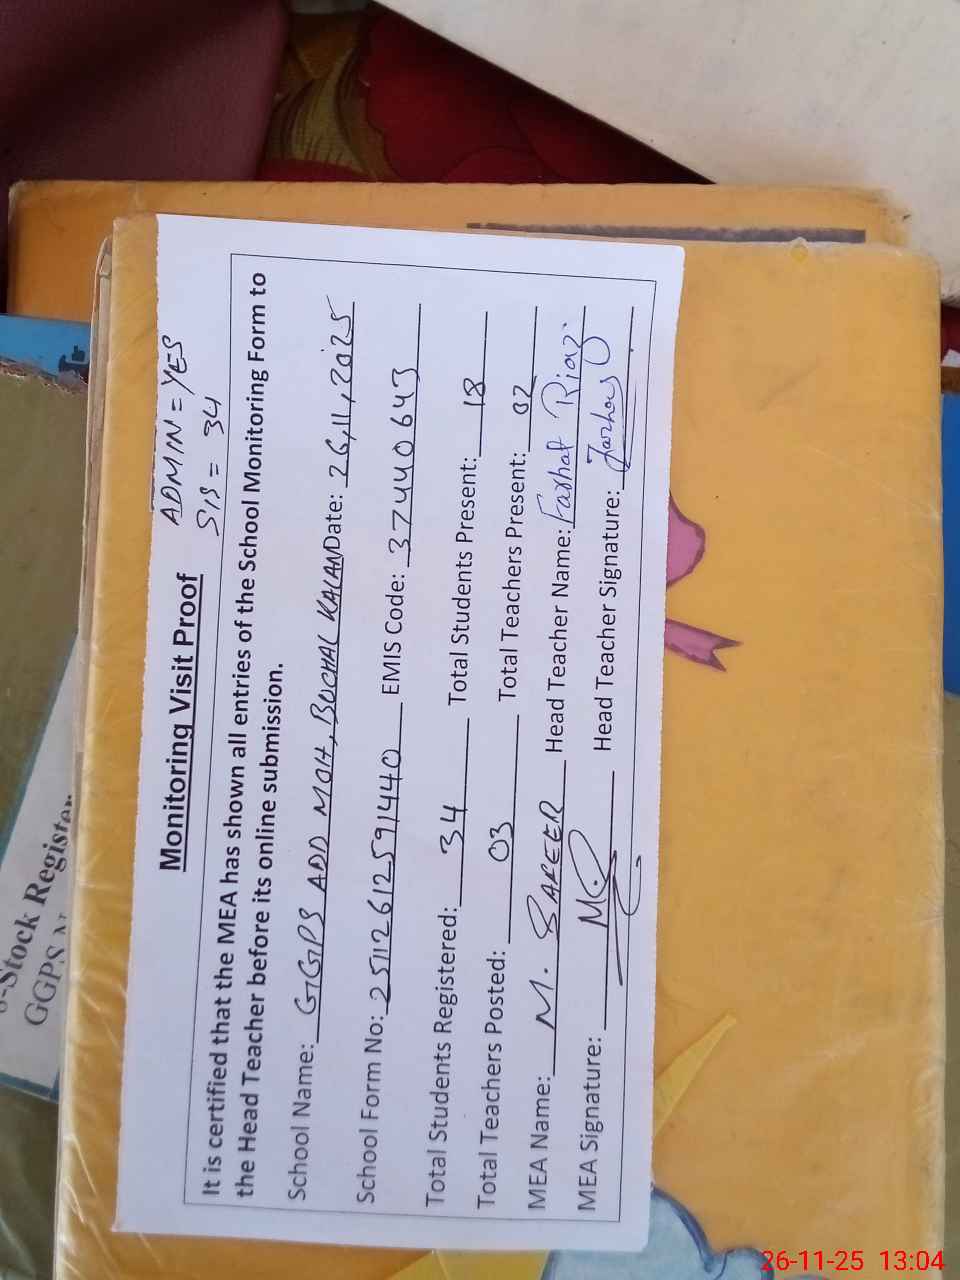 Monitoring Visit Proof
ADMIN = YES
SIS = 34
It is certified that the MEA has shown all entries of the School Monitoring Form to
the Head Teacher before its online submission.
School Name: GGPS ADD MOH, BUCHAL KALAN Date: 26,11,2025
School Form No: 25112612591440 EMIS Code: 37440643
Total Students Registered: 34 Total Students Present: 18
Total Teachers Posted: 03 Total Teachers Present: 02
MEA Name: M. SAFEER Head Teacher Name: Farhat Riaz
MEA Signature: Head Teacher Signature: Farhat
-Stock Register
GGPS
26-11-25 13:04